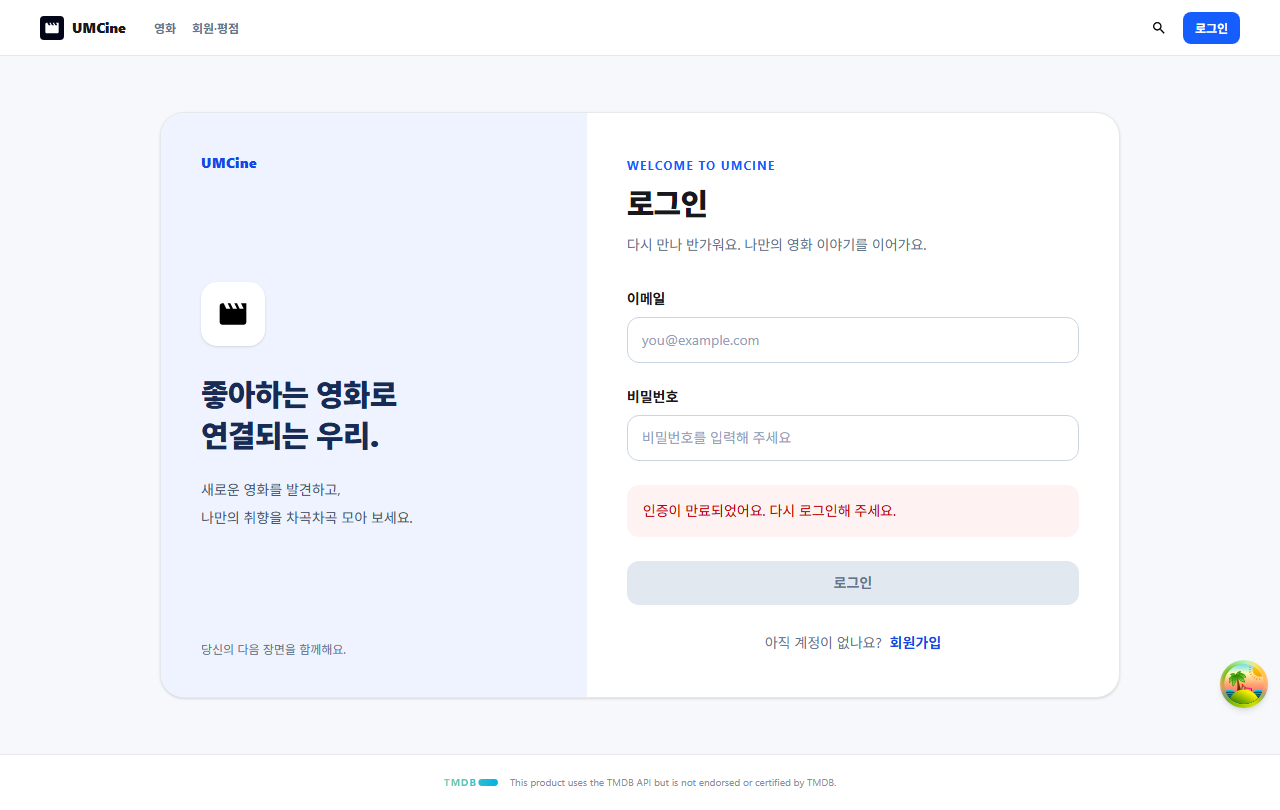 UMCine
영화
회원·평점
로그인
UMCine
좋아하는 영화로
연결되는 우리.
새로운 영화를 발견하고,
나만의 취향을 차곡차곡 모아 보세요.
당신의 다음 장면을 함께해요.
WELCOME TO UMCINE
로그인
다시 만나 반가워요. 나만의 영화 이야기를 이어가요.
이메일
you@example.com
비밀번호
비밀번호를 입력해 주세요
인증이 만료되었어요. 다시 로그인해 주세요.
로그인
아직 계정이 없나요? 회원가입
TMDB This product uses the TMDB API but is not endorsed or certified by TMDB.